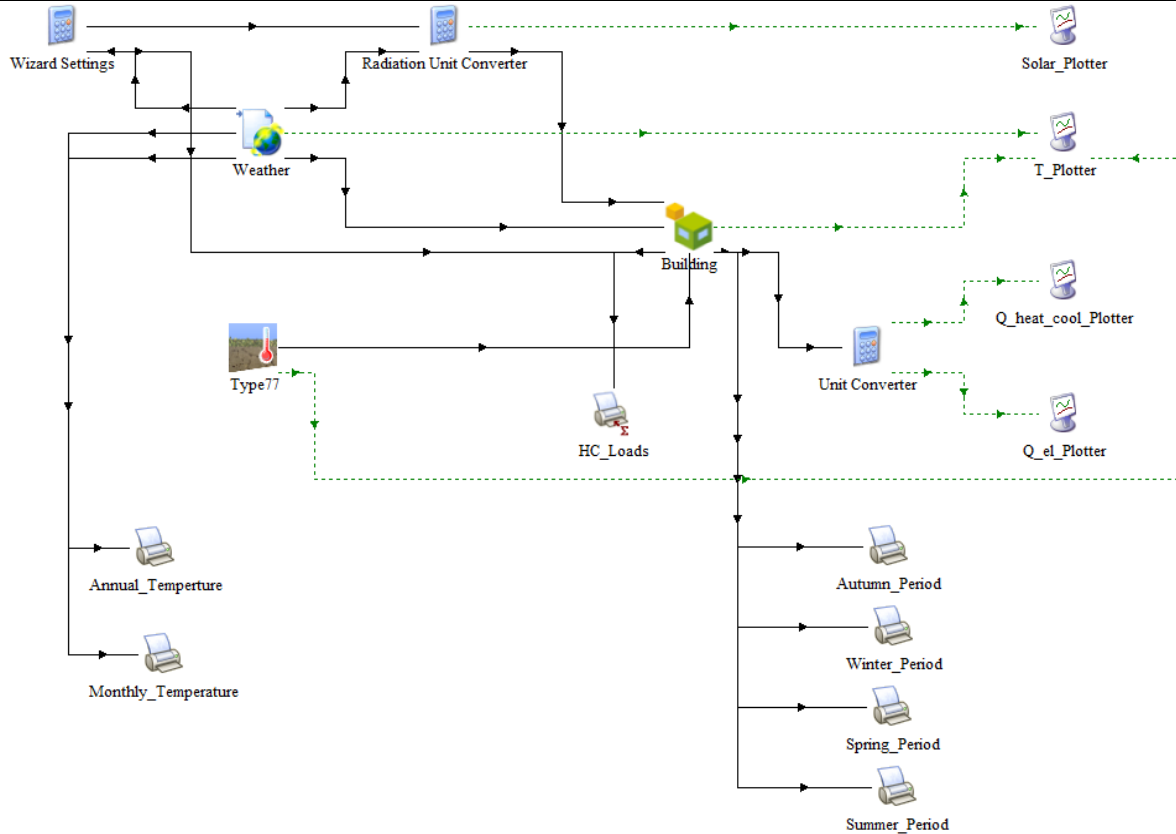 Wizard Settings
Radiation Unit Converter
Solar_Plotter
Weather
T_Plotter
Building
Q_heat_cool_Plotter
Type77
Unit Converter
HC_Loads
Σ
Q_el_Plotter
Annual_Temperture
Autumn_Period
Winter_Period
Monthly_Temperature
Spring_Period
Summer_Period